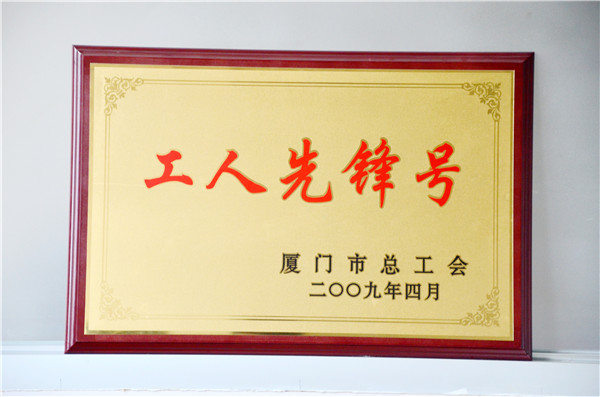 工人先锋号
厦门市总工会
二〇〇九年四月